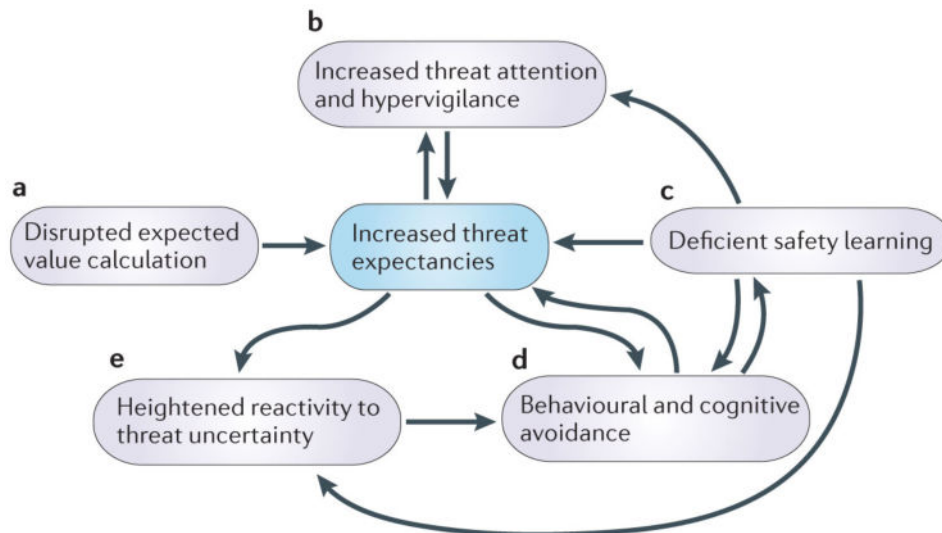 b
Increased threat attention
and hypervigilance
a
Disrupted expected
value calculation
Increased threat
expectancies
c
Deficient safety learning
e
Heightened reactivity to
threat uncertainty
d
Behavioural and cognitive
avoidance